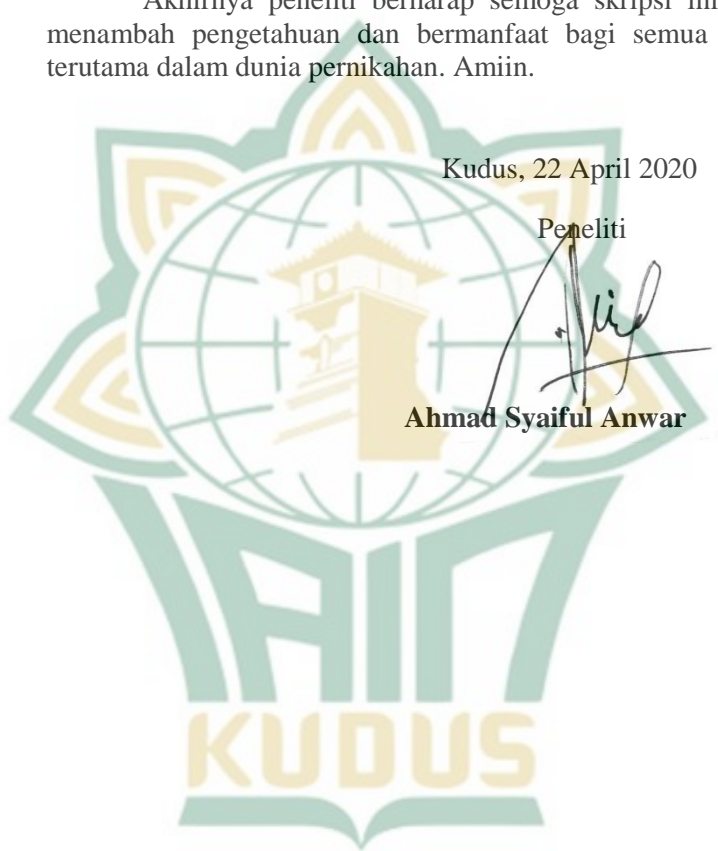 Akhirnya peneliti berharap semoga skripsi ini
menambah pengetahuan dan bermanfaat bagi semua
terutama dalam dunia pernikahan. Amiin.
Kudus, 22 April 2020
Peneliti
Ahmad Syaiful Anwar
IAIN
KUDUS